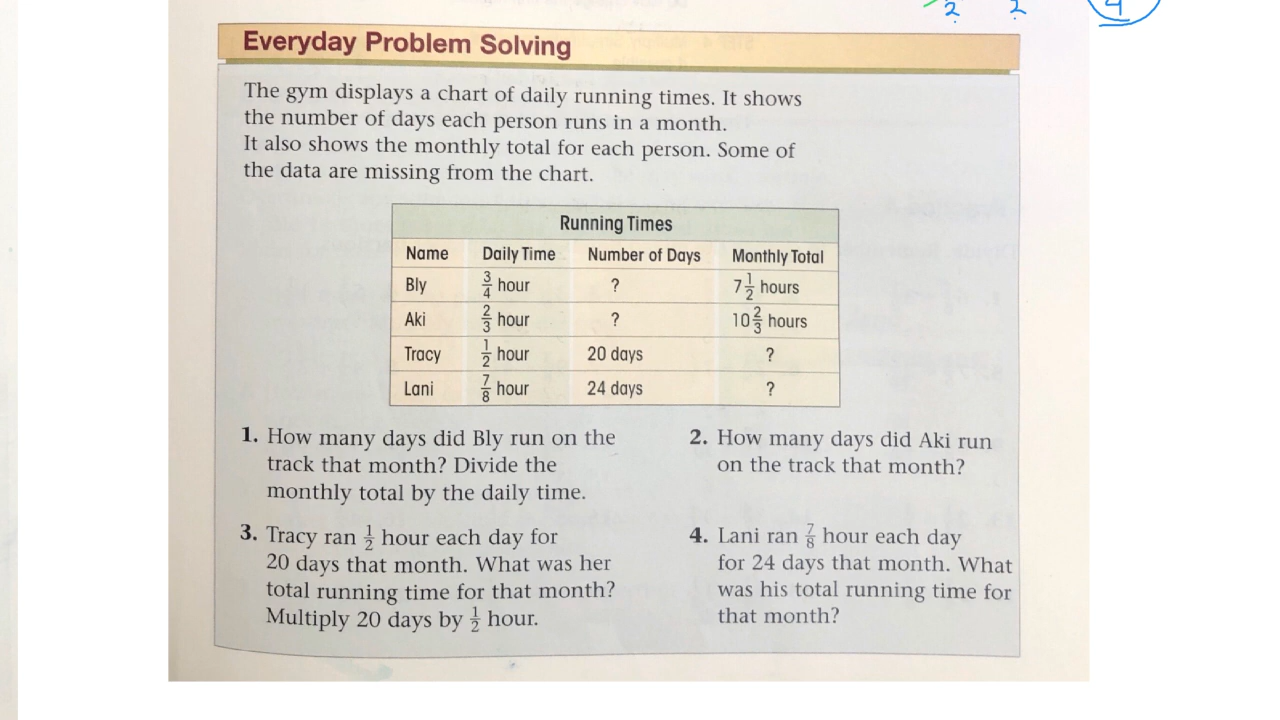 2 2 4
Everyday Problem Solving
The gym displays a chart of daily running times. It shows
the number of days each person runs in a month.
It also shows the monthly total for each person. Some of
the data are missing from the chart.
Running Times
Name Daily Time Number of Days Monthly Total
Bly 3/4 hour ? 7 1/2 hours
Aki 2/3 hour ? 10 2/3 hours
Tracy 1/2 hour 20 days ?
Lani 7/8 hour 24 days ?
1. How many days did Bly run on the
track that month? Divide the
monthly total by the daily time.
2. How many days did Aki run
on the track that month?
3. Tracy ran 1/2 hour each day for
20 days that month. What was her
total running time for that month?
Multiply 20 days by 1/2 hour.
4. Lani ran 7/8 hour each day
for 24 days that month. What
was his total running time for
that month?